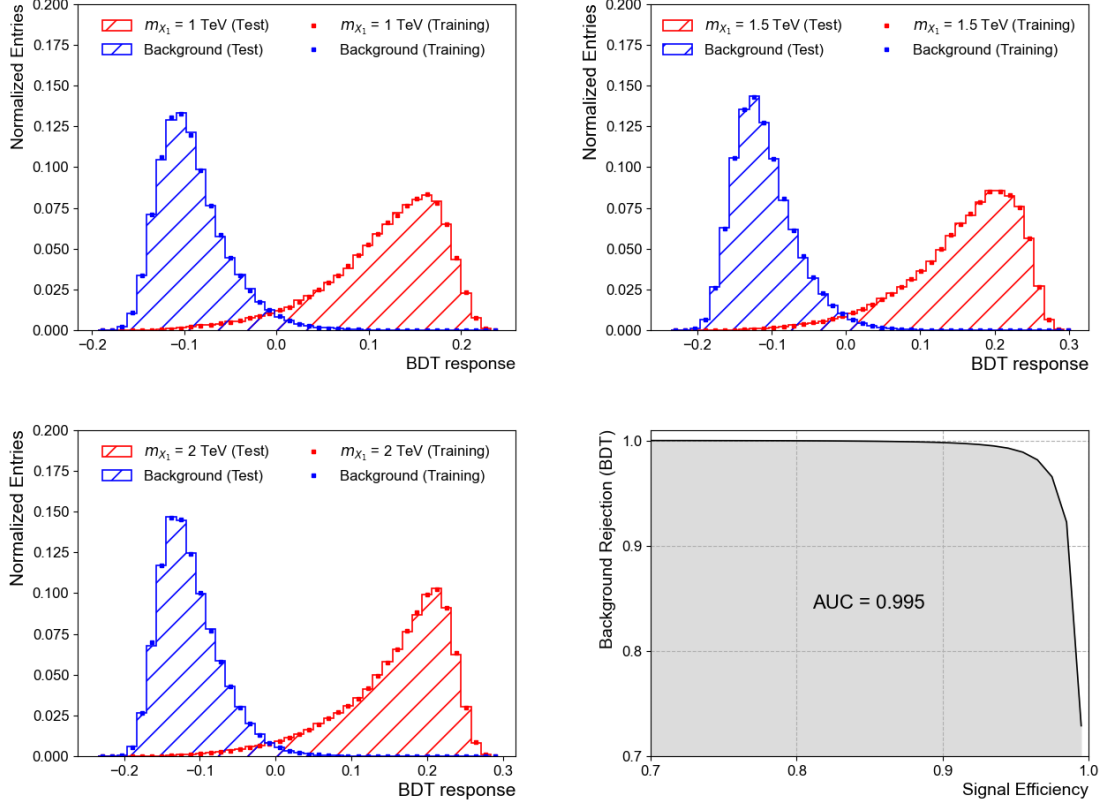 Normalized Entries
0.200
0.175
0.150
0.125
0.100
0.075
0.050
0.025
0.000
m_{X_1} = 1 TeV (Test)
m_{X_1} = 1 TeV (Training)
Background (Test)
Background (Training)
−0.2
−0.1
0.0
0.1
0.2
BDT response
Normalized Entries
0.200
0.175
0.150
0.125
0.100
0.075
0.050
0.025
0.000
m_{X_1} = 1.5 TeV (Test)
m_{X_1} = 1.5 TeV (Training)
Background (Test)
Background (Training)
−0.2
−0.1
0.0
0.1
0.2
0.3
BDT response
Normalized Entries
0.200
0.175
0.150
0.125
0.100
0.075
0.050
0.025
0.000
m_{X_1} = 2 TeV (Test)
m_{X_1} = 2 TeV (Training)
Background (Test)
Background (Training)
−0.2
−0.1
0.0
0.1
0.2
0.3
BDT response
Background Rejection (BDT)
1.0
0.9
0.8
0.7
AUC = 0.995
0.7
0.8
0.9
1.0
Signal Efficiency